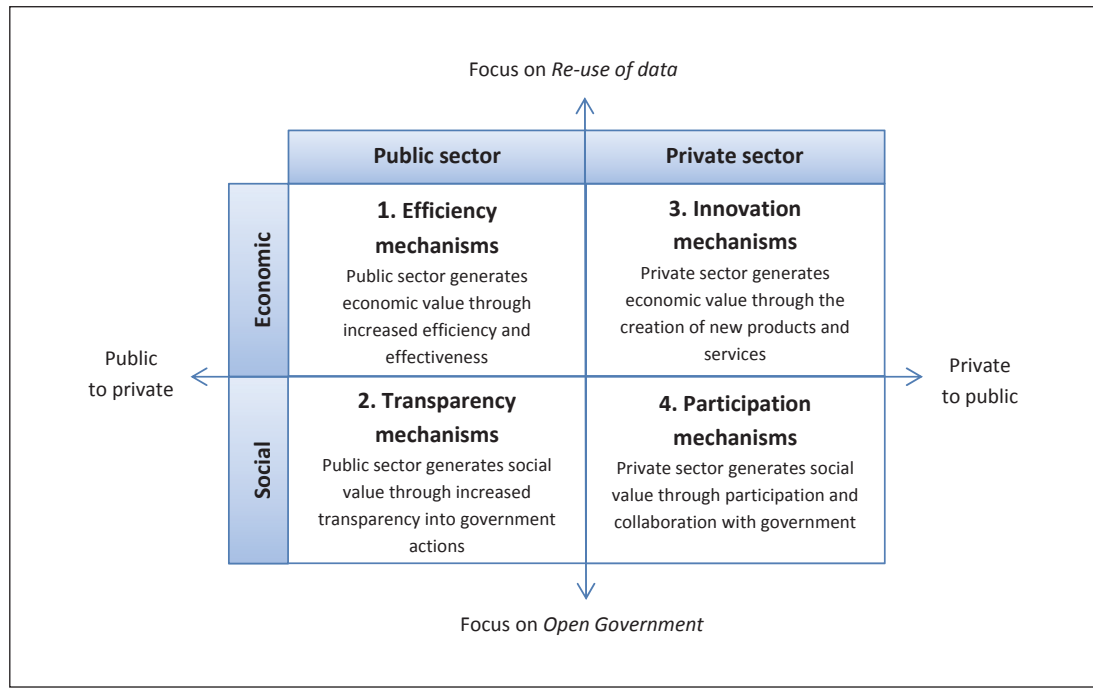 Focus on Re-use of data
Public sector
Private sector
Economic
1. Efficiency
mechanisms
Public sector generates
economic value through
increased efficiency and
effectiveness
3. Innovation
mechanisms
Private sector generates
economic value through the
creation of new products and
services
Public
to private
Private
to public
Social
2. Transparency
mechanisms
Public sector generates social
value through increased
transparency into government
actions
4. Participation
mechanisms
Private sector generates social
value through participation and
collaboration with government
Focus on Open Government